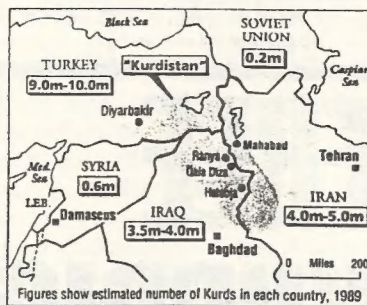 Black Sea
SOVIET
UNION
0.2m
Caspian
Sea
TURKEY
9.0m-10.0m
"Kurdistan"
Diyarbakir
Mahabad
Ranya
Qala Diza
Halabja
Tehran
Med.
Sea
SYRIA
0.6m
LEB.
Damascus
IRAQ
3.5m-4.0m
IRAN
4.0m-5.0m
Baghdad
0 Miles 200
Figures show estimated number of Kurds in each country, 1989